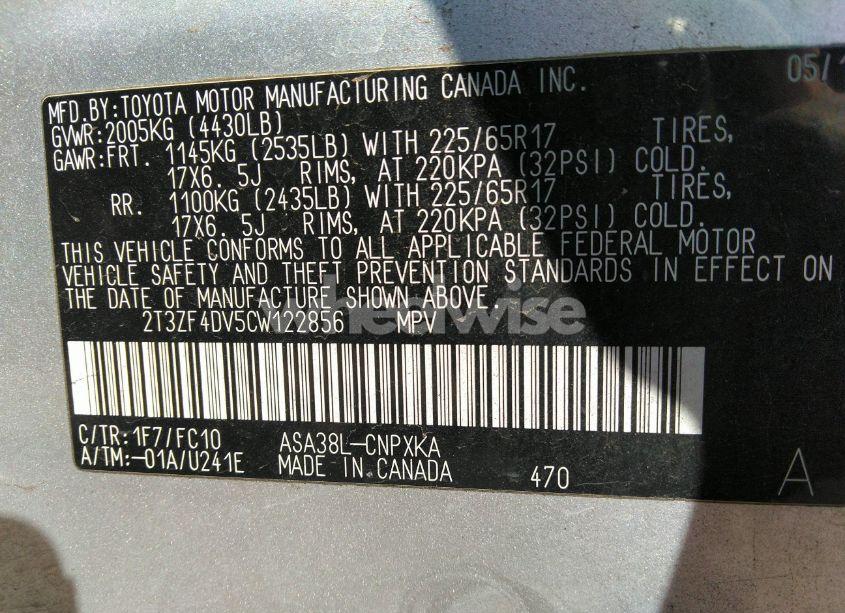 MFD.BY:TOYOTA MOTOR MANUFACTURING CANADA INC. 05/1
GVWR:2005KG (4430LB)
GAWR:FRT. 1145KG (2535LB) WITH 225/65R17 TIRES,
17X6. 5J RIMS, AT 220KPA (32PSI) COLD.
RR. 1100KG (2435LB) WITH 225/65R17 TIRES,
17X6. 5J RIMS, AT 220KPA (32PSI) COLD.
THIS VEHICLE CONFORMS TO ALL APPLICABLE FEDERAL MOTOR
VEHICLE SAFETY AND THEFT PREVENTION STANDARDS IN EFFECT ON
THE DATE OF MANUFACTURE SHOWN ABOVE.
wheelwise
2T3ZF4DV5CW122856 MPV
C/TR:1F7/FC10 ASA38L-CNPXKA
A/TM:-01A/U241E MADE IN CANADA 470 A